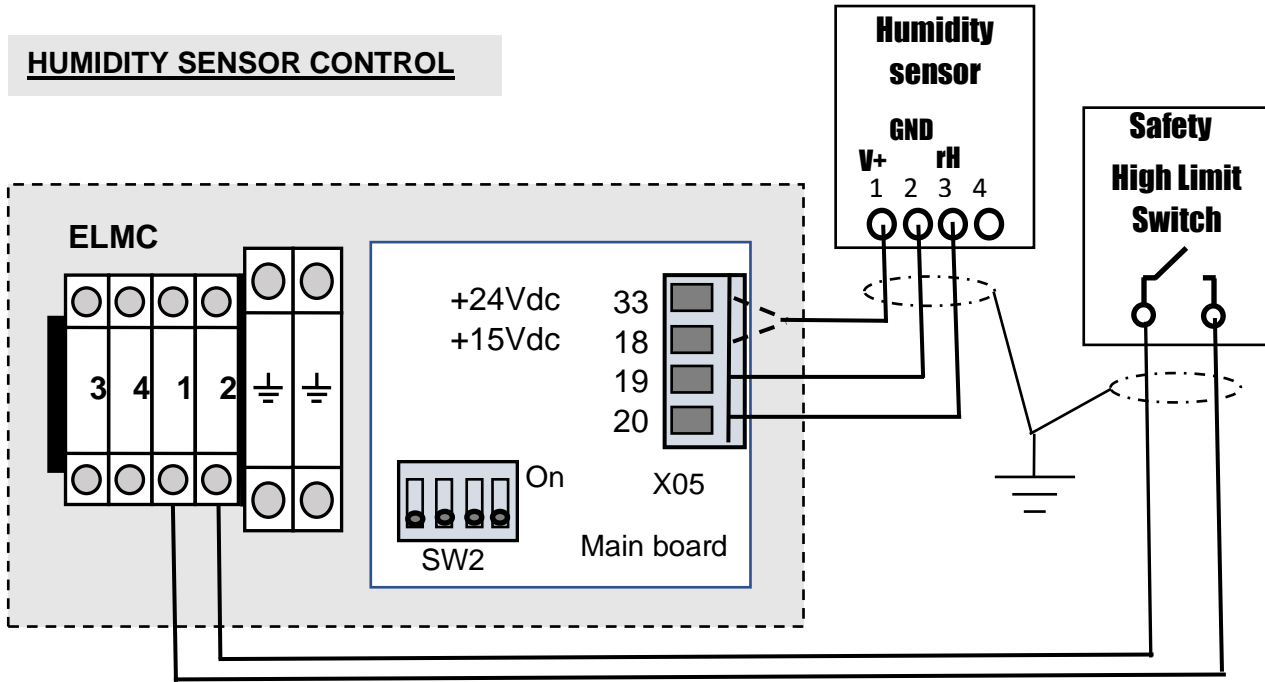 HUMIDITY SENSOR CONTROL
Humidity
sensor
GND
V+ rH
1 2 3 4
Safety
High Limit
Switch
ELMC
3 4 1 2
+24Vdc 33
+15Vdc 18
19
20
On
X05
SW2
Main board